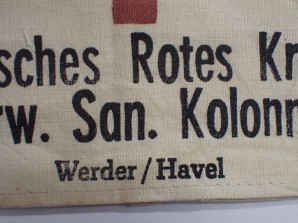 sches Rotes Kr
rw. San. Kolonn
Werder/Havel